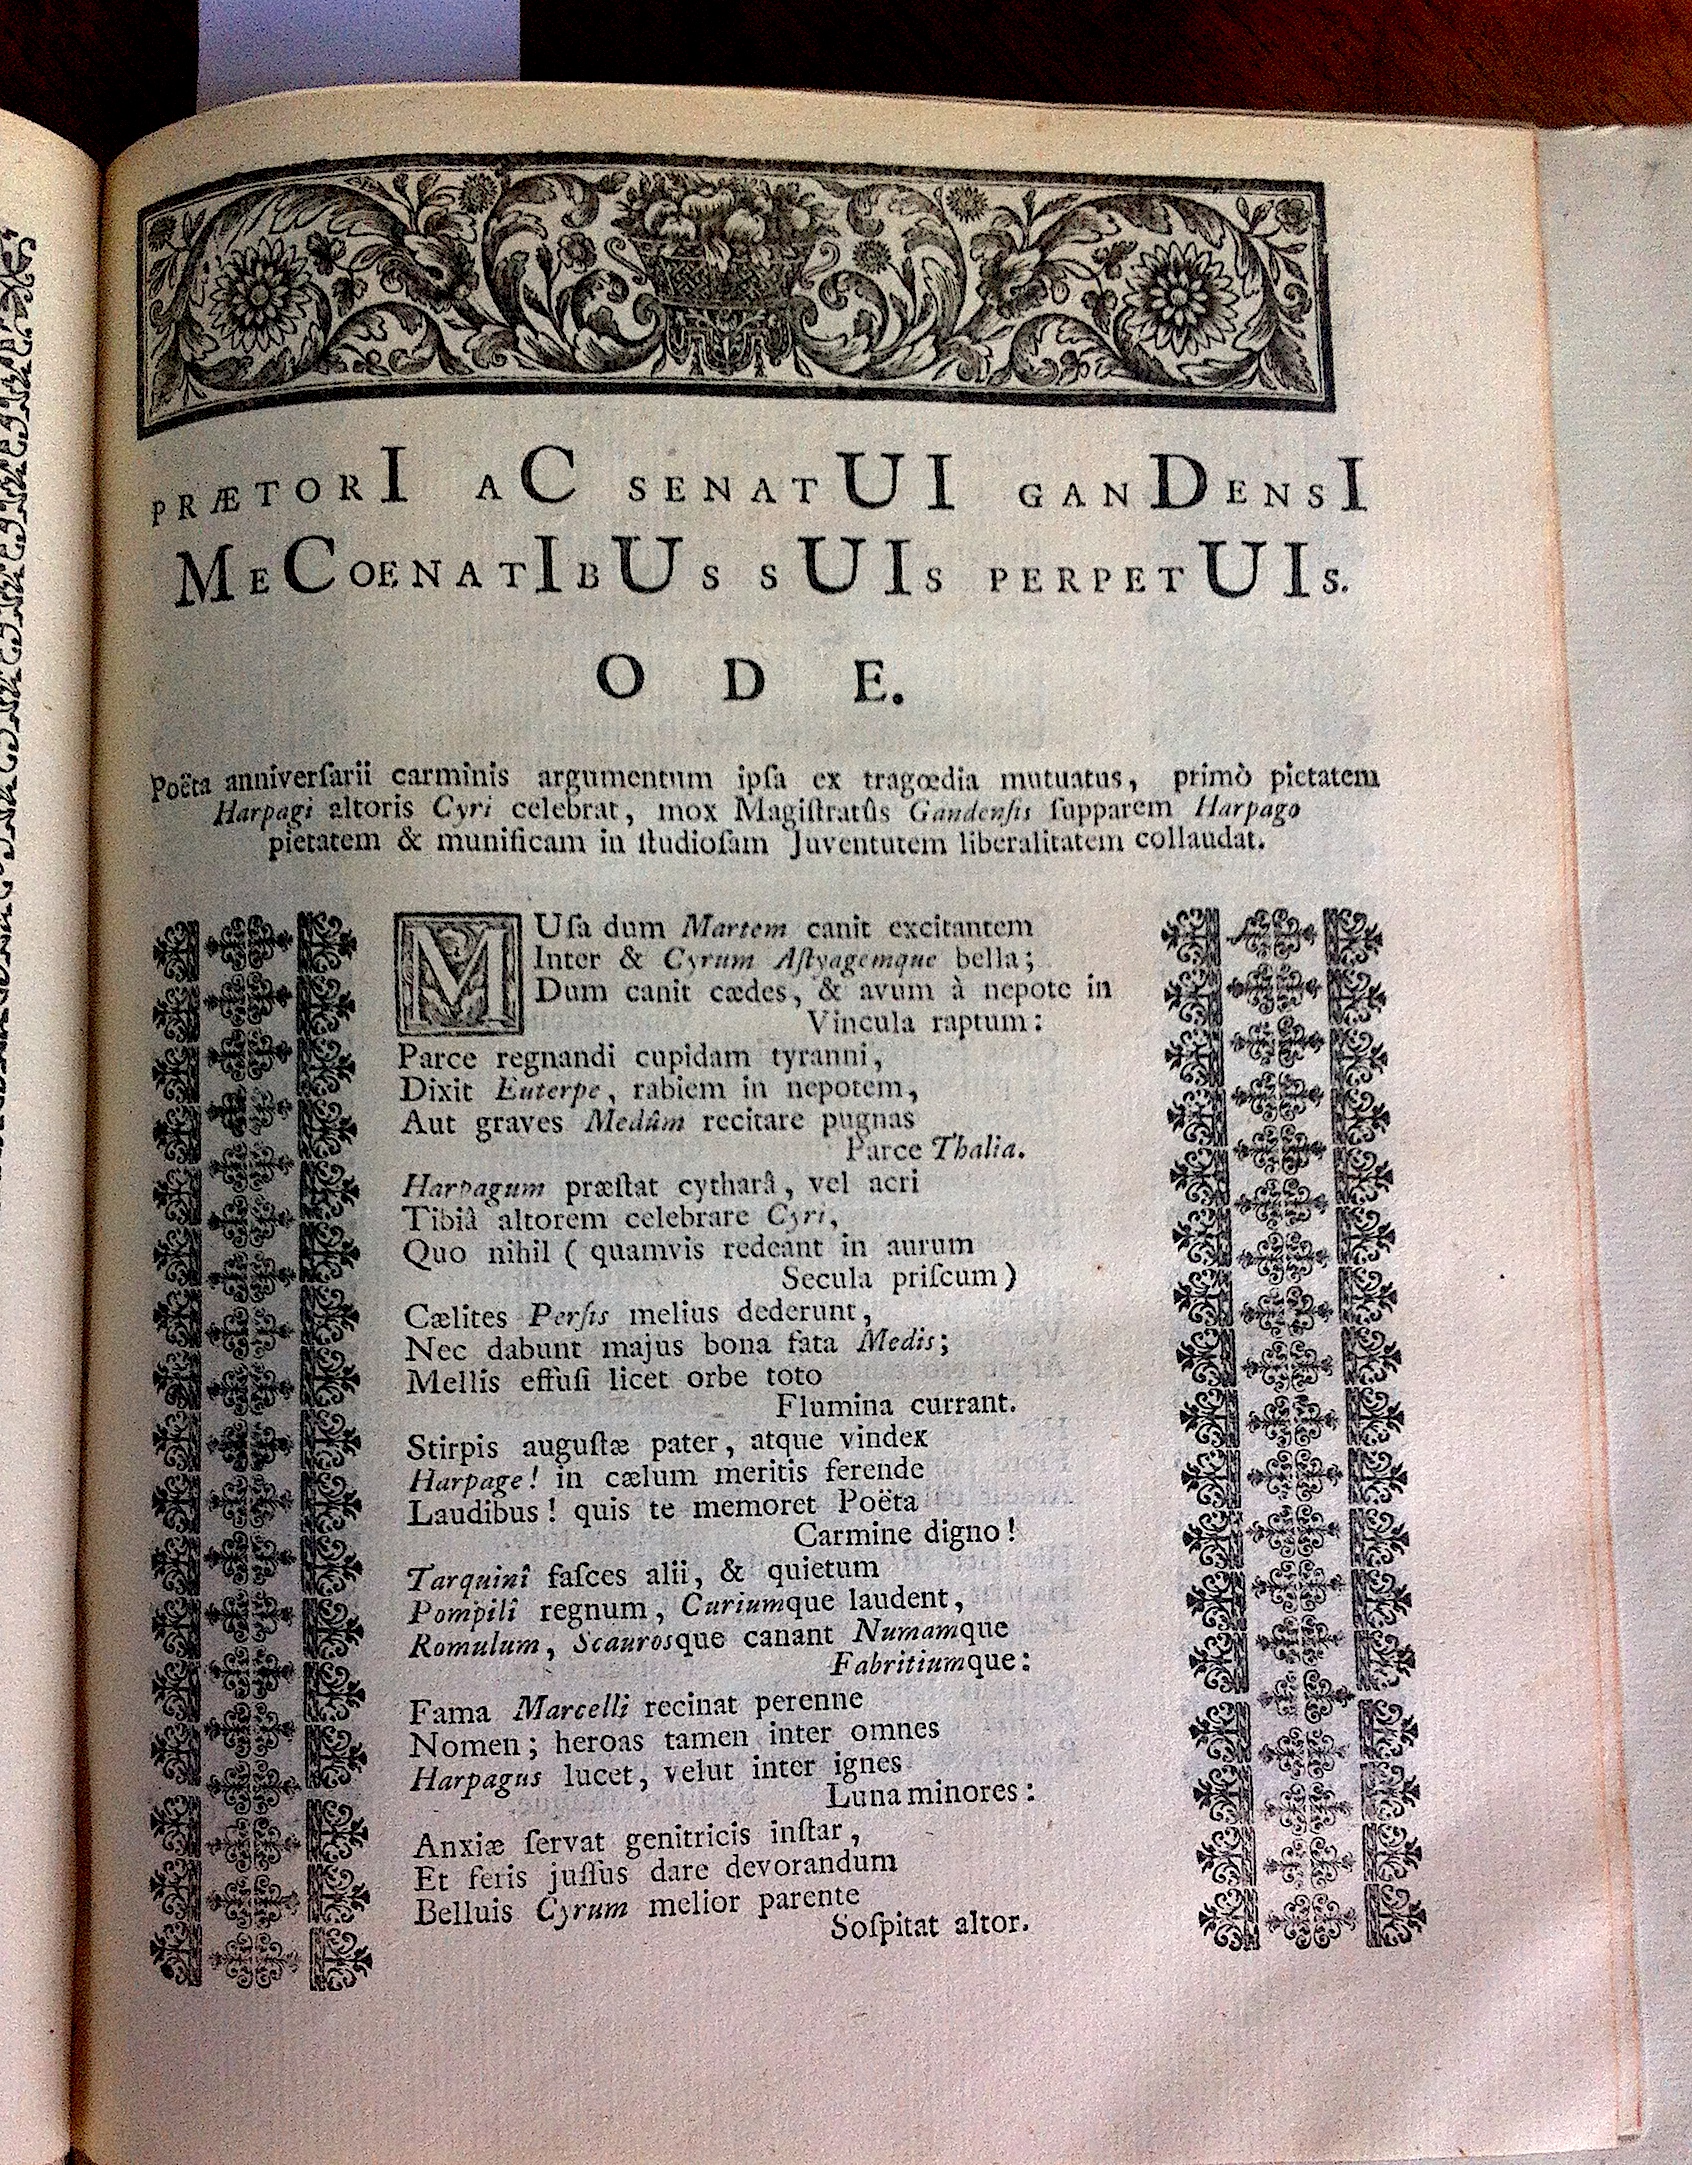 PRÆTORI AC SENATUI GANDENSI
MECOENATIBUS SUIS PERPETUIS.
ODE.
Poëta anniverſarii carminis argumentum ipſa ex tragœdia mutuatus, primò pietatem
Harpagi altoris Cyri celebrat, mox Magiſtratûs Gandenſis ſupparem Harpago
pietatem & munificam in ſtudioſam Juventutem liberalitatem collaudat.
MUſa dum Martem canit excitantem
Inter & Cyrum Aſtyagemque bella;
Dum canit cædes, & avum à nepote in
Vincula raptum:
Parce regnandi cupidam tyranni,
Dixit Euterpe, rabiem in nepotem,
Aut graves Medûm recitare pugnas
Parce Thalia.
Harpagum præſtat cytharâ, vel acri
Tibiâ altorem celebrare Cyri,
Quo nihil ( quamvis redeant in aurum
Secula priſcum)
Cælites Perſis melius dederunt,
Nec dabunt majus bona fata Medis;
Mellis effuſi licet orbe toto
Flumina currant.
Stirpis auguſtæ pater, atque vindex
Harpage! in cælum meritis ferende
Laudibus! quis te memoret Poëta
Carmine digno!
Tarquinî faſces alii, & quietum
Pompilî regnum, Curiumque laudent,
Romulum, Scauroſque canant Numamque
Fabritiumque:
Fama Marcelli recinat perenne
Nomen; heroas tamen inter omnes
Harpagus lucet, velut inter ignes
Luna minores:
Anxiæ ſervat genitricis inſtar,
Et feris juſſus dare devorandum
Belluis Cyrum melior parente
Soſpitat altor.